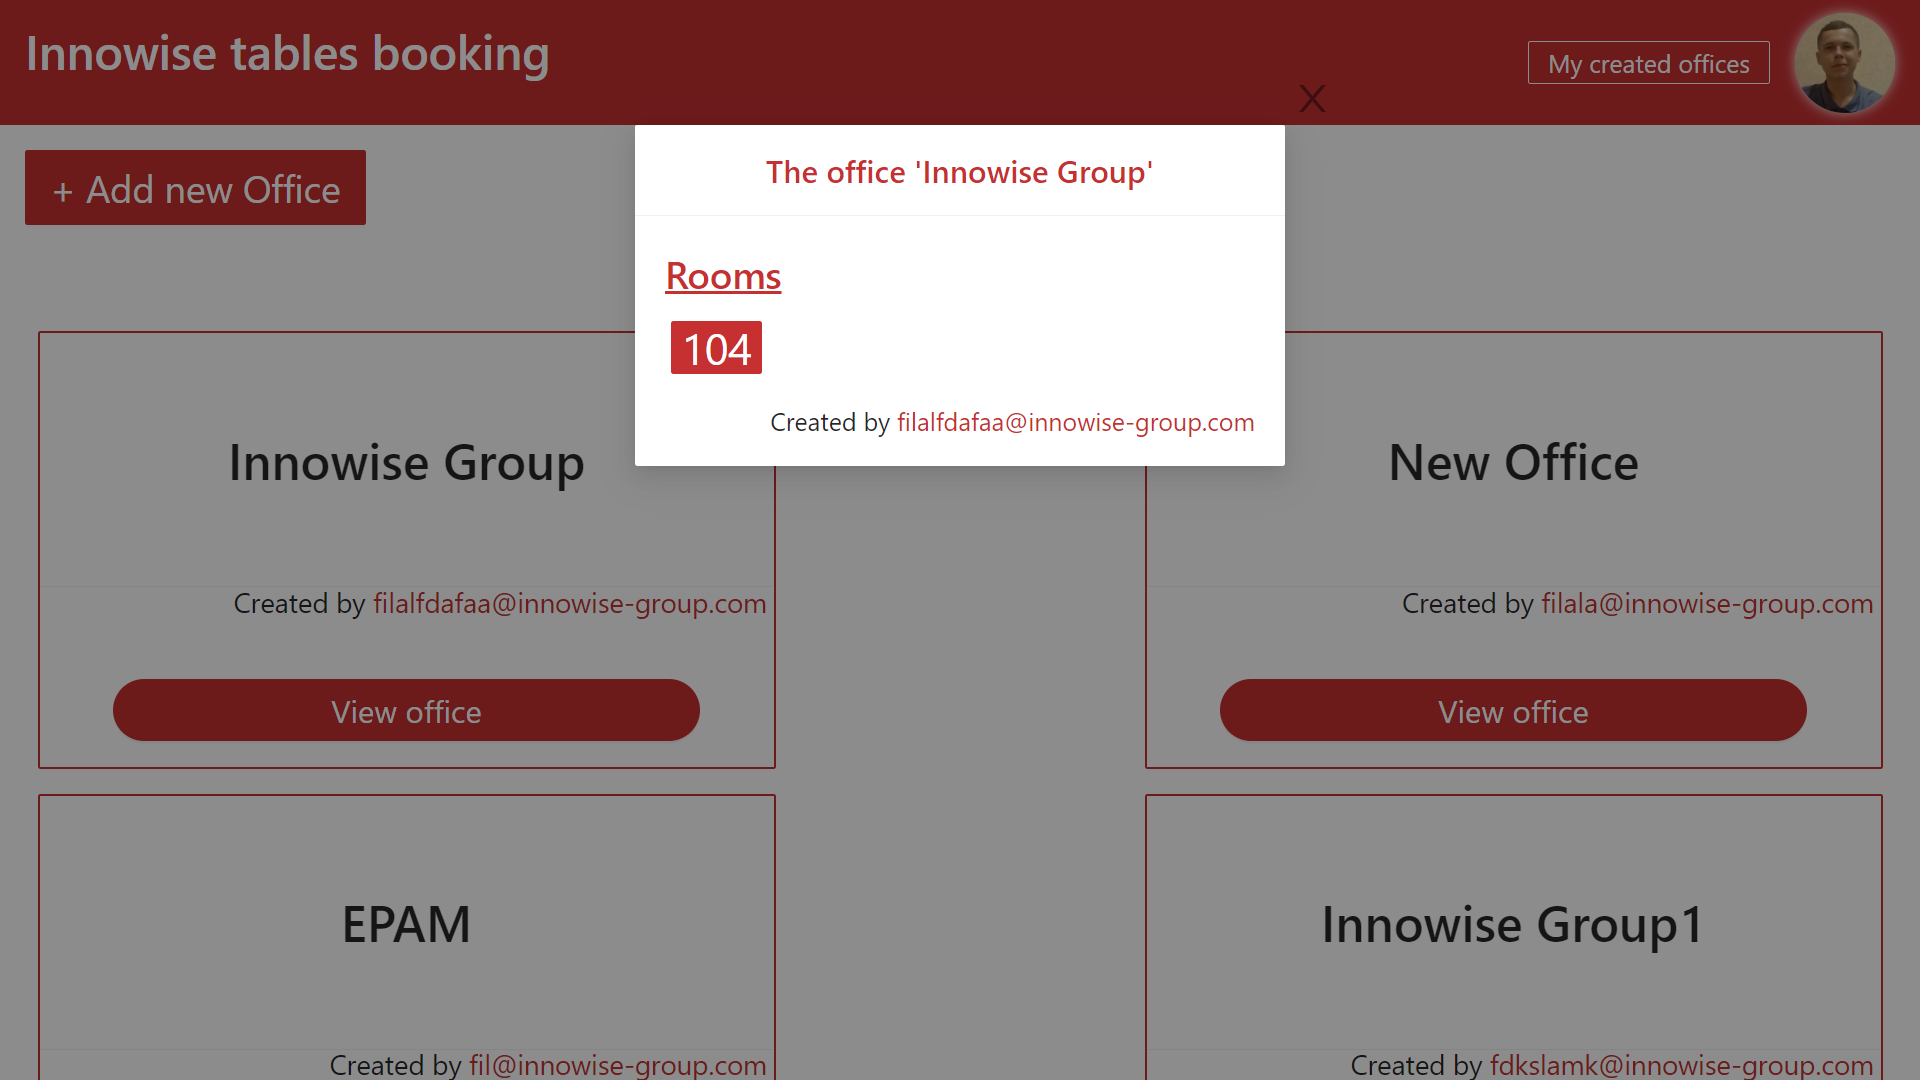 Innowise tables booking
My created offices
X
+ Add new Office
The office 'Innowise Group'
Rooms
104
Created by filalfdafaa@innowise-group.com
Innowise Group
Created by filalfdafaa@innowise-group.com
View office
New Office
Created by filala@innowise-group.com
View office
EPAM
Created by fil@innowise-group.com
Innowise Group1
Created by fdkslamk@innowise-group.com